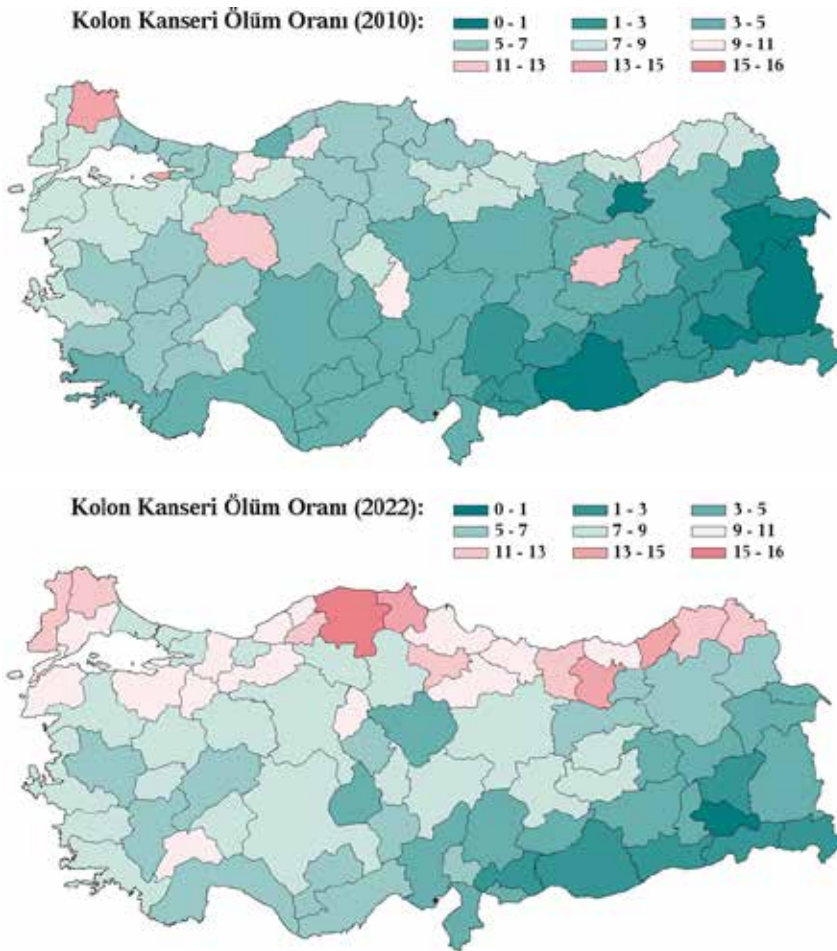 Kolon Kanseri Ölüm Oranı (2010): 0 - 1 1 - 3 3 - 5
5 - 7 7 - 9 9 - 11
11 - 13 13 - 15 15 - 16
Kolon Kanseri Ölüm Oranı (2022): 0 - 1 1 - 3 3 - 5
5 - 7 7 - 9 9 - 11
11 - 13 13 - 15 15 - 16